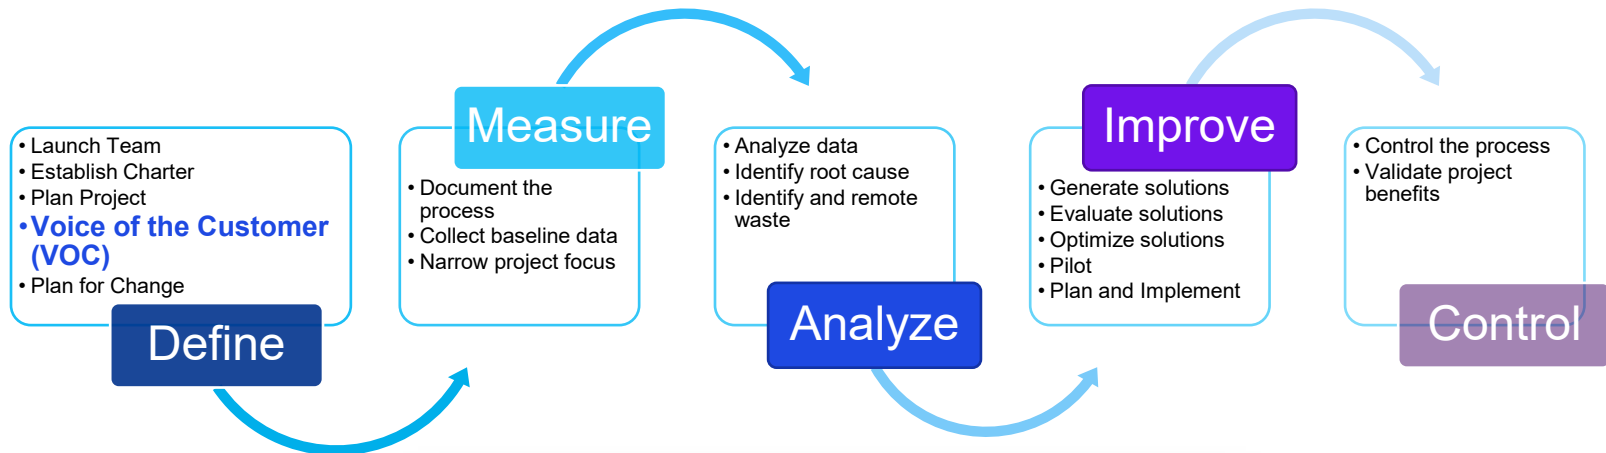 • Launch Team
• Establish Charter
• Plan Project
• Voice of the Customer
(VOC)
• Plan for Change
Define
Measure
• Document the
process
• Collect baseline data
• Narrow project focus
• Analyze data
• Identify root cause
• Identify and remote
waste
Analyze
Improve
• Generate solutions
• Evaluate solutions
• Optimize solutions
• Pilot
• Plan and Implement
• Control the process
• Validate project
benefits
Control